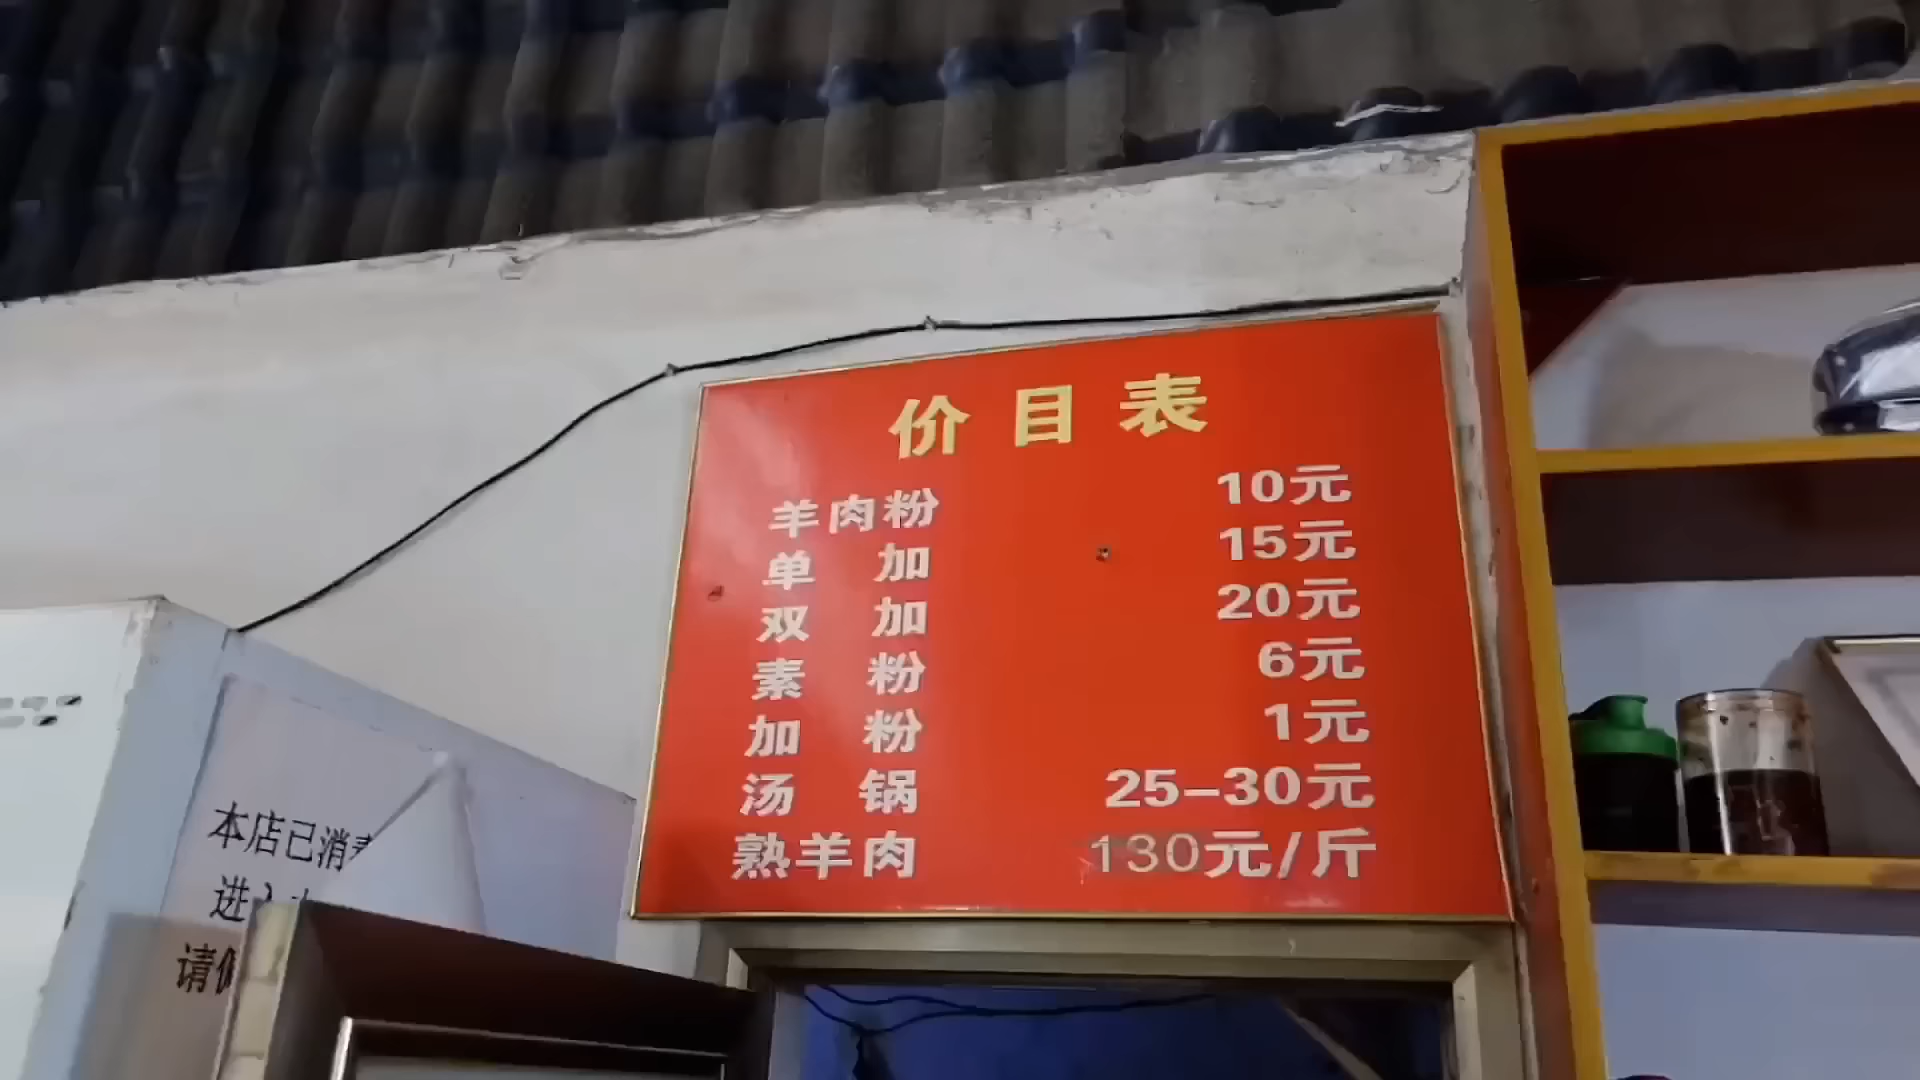 价目表
羊肉粉 10元
单加 15元
双加 20元
素粉 6元
加粉 1元
汤锅 25-30元
熟羊肉 130元/斤
本店已消
进
请